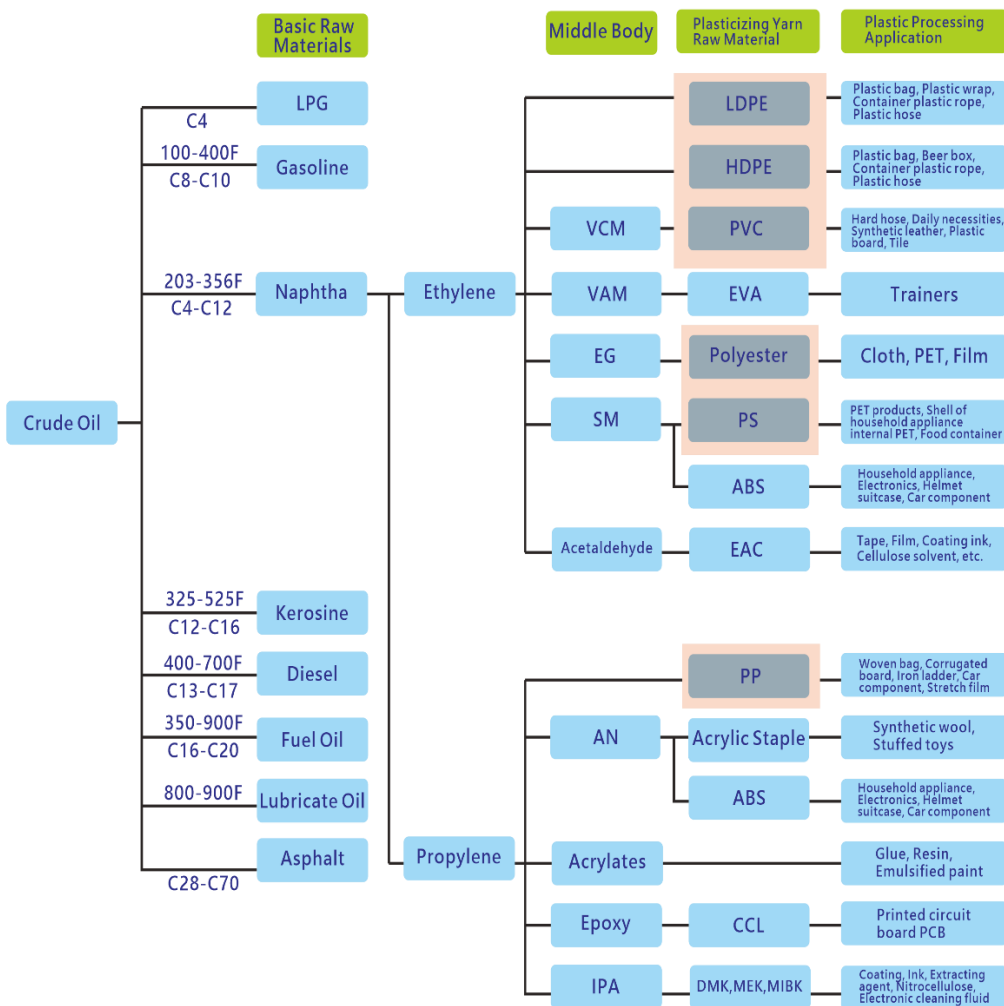 Basic Raw
Materials
Middle Body
Plasticizing Yarn
Raw Material
Plastic Processing
Application
LPG
C4
100-400F
C8-C10
Gasoline
203-356F
C4-C12
Naphtha
Ethylene
Crude Oil
325-525F
C12-C16
Kerosine
400-700F
C13-C17
Diesel
350-900F
C16-C20
Fuel Oil
800-900F
Lubricate Oil
Asphalt
C28-C70
Propylene
LDPE
Plastic bag, Plastic wrap,
Container plastic rope,
Plastic hose
HDPE
Plastic bag, Beer box,
Container plastic rope,
Plastic hose
VCM
PVC
Hard hose, Daily necessities,
Synthetic leather, Plastic
board, Tile
VAM
EVA
Trainers
EG
Polyester
Cloth, PET, Film
SM
PS
PET products, Shell of
household appliance
internal PET, Food container
ABS
Household appliance,
Electronics, Helmet
suitcase, Car component
Acetaldehyde
EAC
Tape, Film, Coating ink,
Cellulose solvent, etc.
PP
Woven bag, Corrugated
board, Iron ladder, Car
component, Stretch film
AN
Acrylic Staple
Synthetic wool,
Stuffed toys
ABS
Household appliance,
Electronics, Helmet
suitcase, Car component
Acrylates
Glue, Resin,
Emulsified paint
Epoxy
CCL
Printed circuit
board PCB
IPA
DMK,MEK,MIBK
Coating, Ink, Extracting
agent, Nitrocellulose,
Electronic cleaning fluid